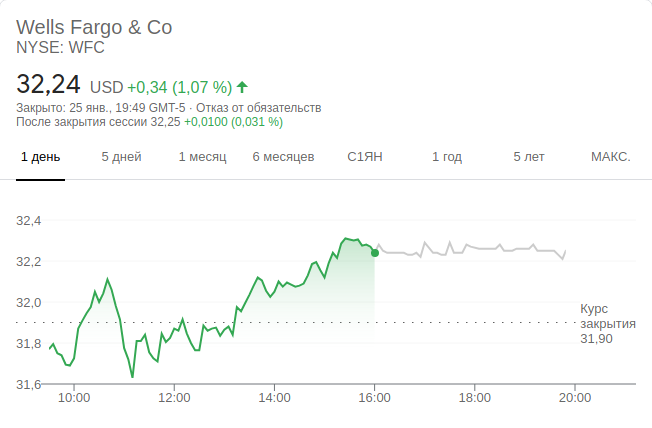 Wells Fargo & Co
NYSE: WFC
32,24 USD +0,34 (1,07 %)
Закрыто: 25 янв., 19:49 GMT-5 · Отказ от обязательств
После закрытия сессии 32,25 +0,0100 (0,031 %)
1 день 5 дней 1 месяц 6 месяцев С1ЯН 1 год 5 лет МАКС.
32,4
32,2
32,0
Курс
закрытия
31,90
31,8
31,6
10:00 12:00 14:00 16:00 18:00 20:00